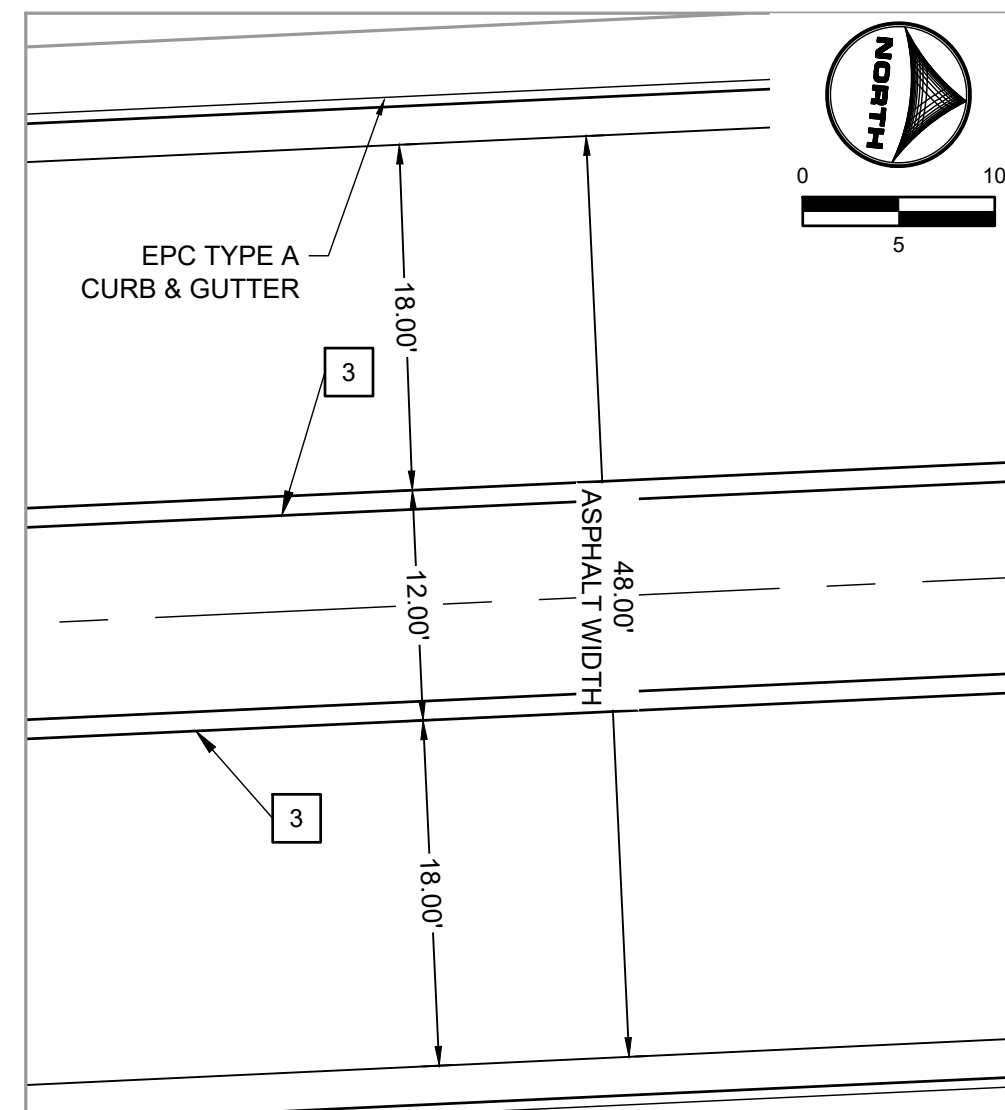 NORTH
0 10
5
EPC TYPE A
CURB & GUTTER
18.00'
3
48.00'
ASPHALT WIDTH
12.00'
3
18.00'